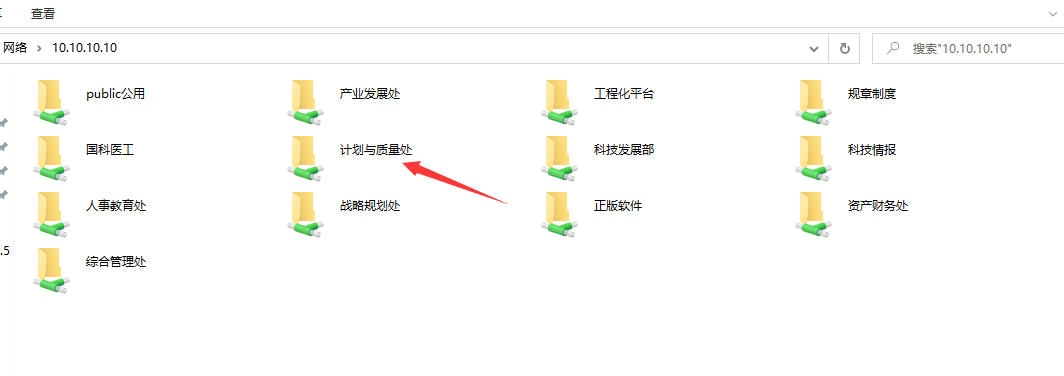 查看
网络 › 10.10.10.10
搜索"10.10.10.10"
public公用 产业发展处 工程化平台 规章制度
国科医工 计划与质量处 科技发展部 科技情报
人事教育处 战略规划处 正版软件 资产财务处
.5
综合管理处